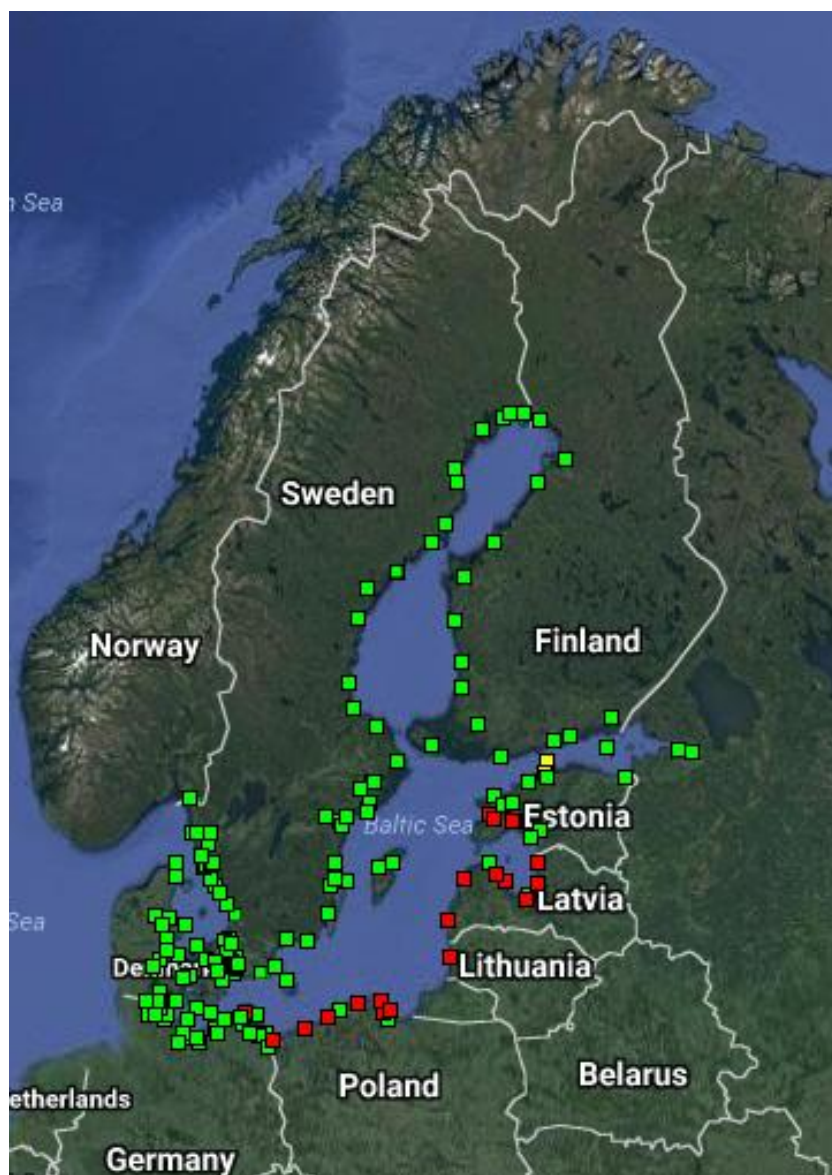 n Sea
Sweden
Norway
Finland
Baltic Sea
Estonia
Latvia
Sea
Lithuania
Poland
Belarus
etherlands
Germany